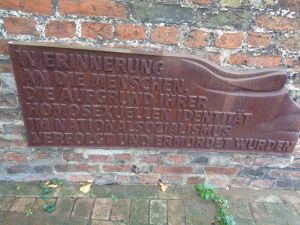 IN ERINNERUNG
AN DIE MENSCHEN,
DIE AUFGRUND IHRER
HOMOSEXUELLEN IDENTITÄT
IM NATIONALSOZIALISMUS
VERFOLGT UND ERMORDET WURDEN